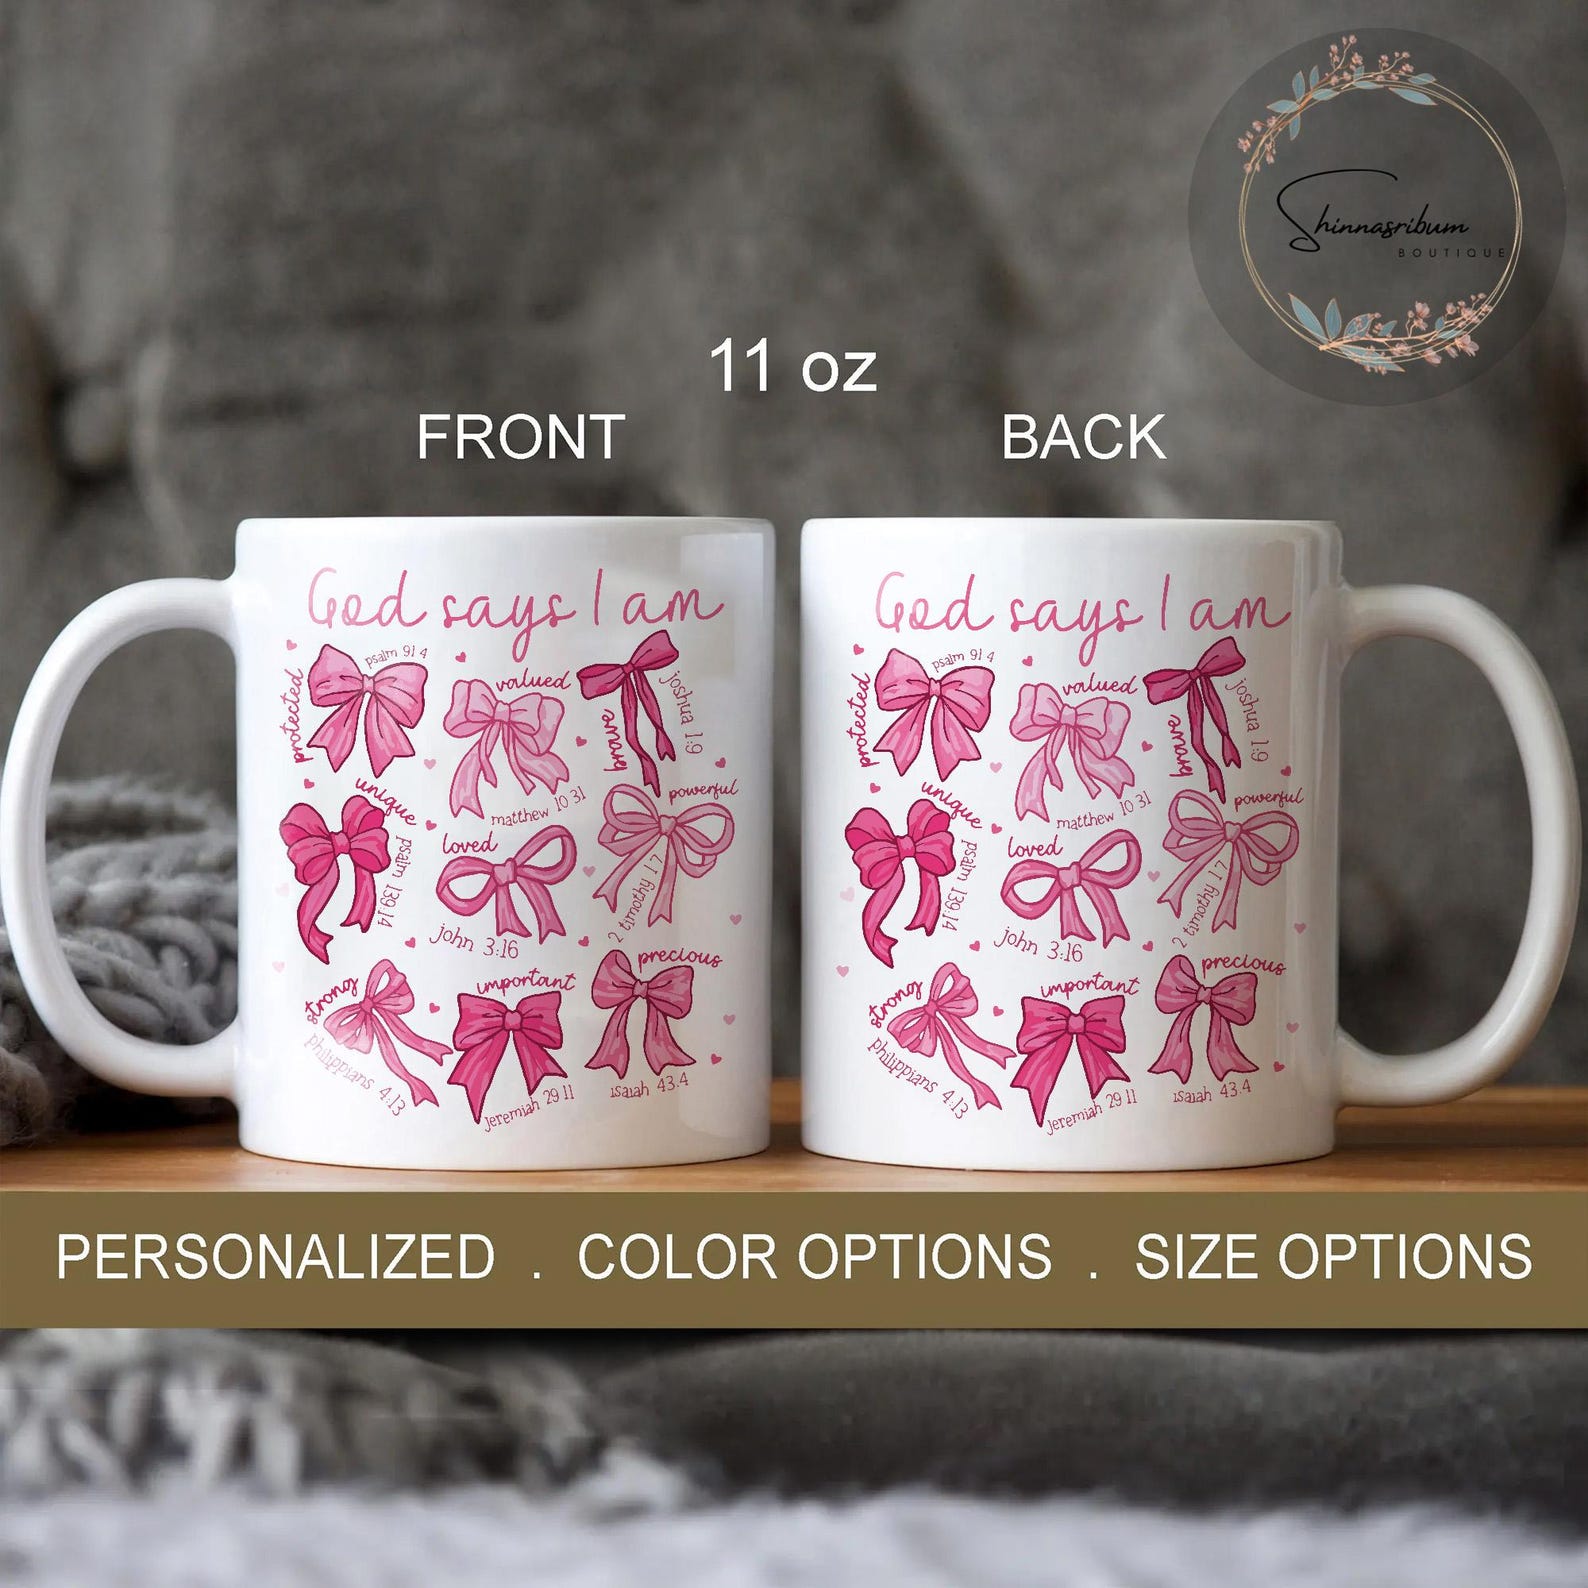 Shinnasribum
BOUTIQUE
11 oz
FRONT
BACK
God says I am
protected
psalm 91 4
valued
matthew 10 31
brave
joshua 1:9
unique
psalm 139:14
loved
john 3:16
powerful
2 timothy 1 7
strong
philippians 4:13
important
jeremiah 29 11
precious
isaiah 43:4
God says I am
protected
psalm 91 4
valued
matthew 10 31
brave
joshua 1:9
unique
psalm 139:14
loved
john 3:16
powerful
2 timothy 1 7
strong
philippians 4:13
important
jeremiah 29 11
precious
isaiah 43:4
PERSONALIZED . COLOR OPTIONS . SIZE OPTIONS